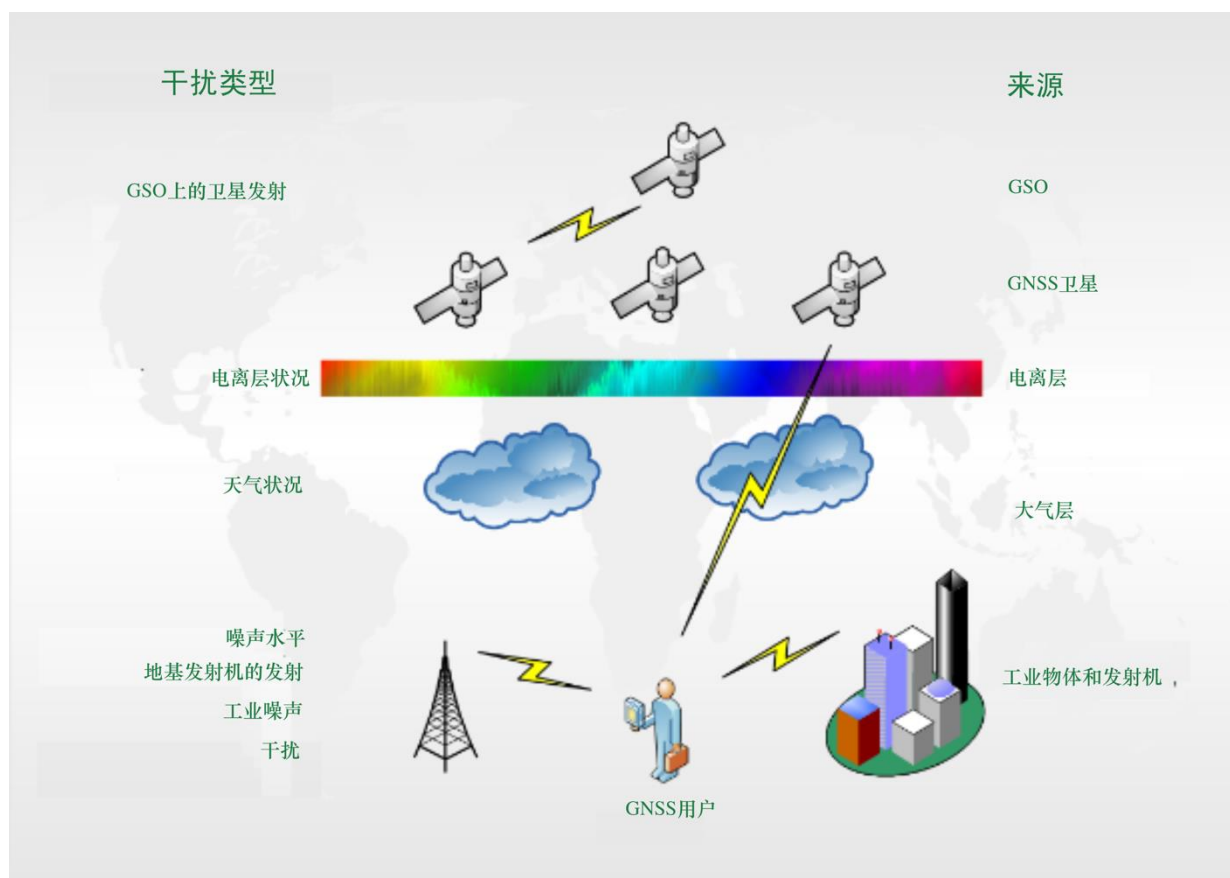 干扰类型
来源
GSO上的卫星发射
GSO
GNSS卫星
电离层状况
电离层
天气状况
大气层
噪声水平
地基发射机的发射
工业物体和发射机,
工业噪声
干扰
GNSS用户